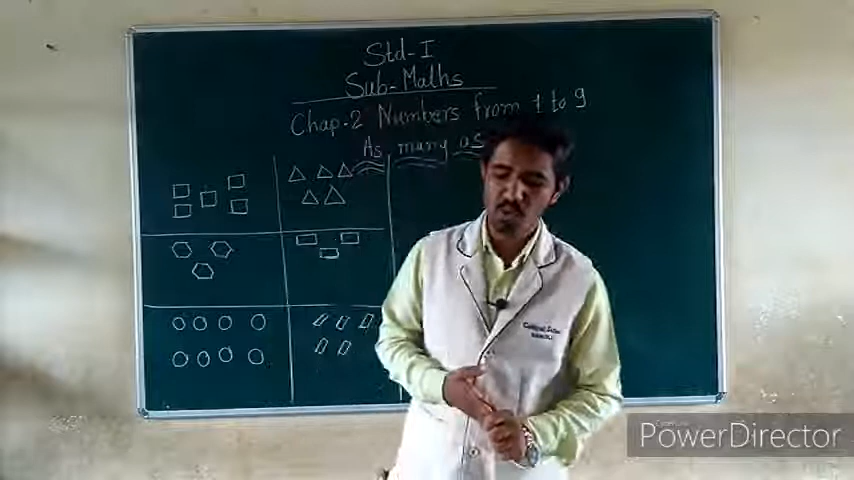 Std-I
Sub-Maths
Chap-2 Numbers from 1 to 9
As many as
PowerDirector